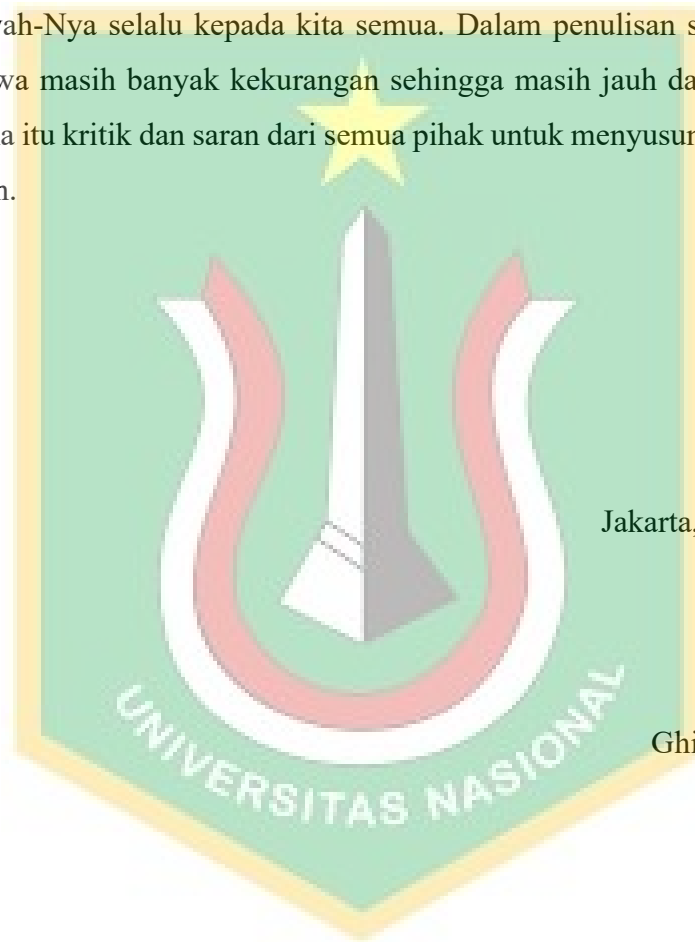 yah-Nya selalu kepada kita semua. Dalam penulisan s
wa masih banyak kekurangan sehingga masih jauh da
a itu kritik dan saran dari semua pihak untuk menyusun
n.
Jakarta,
Ghi
UNIVERSITAS NASIONAL